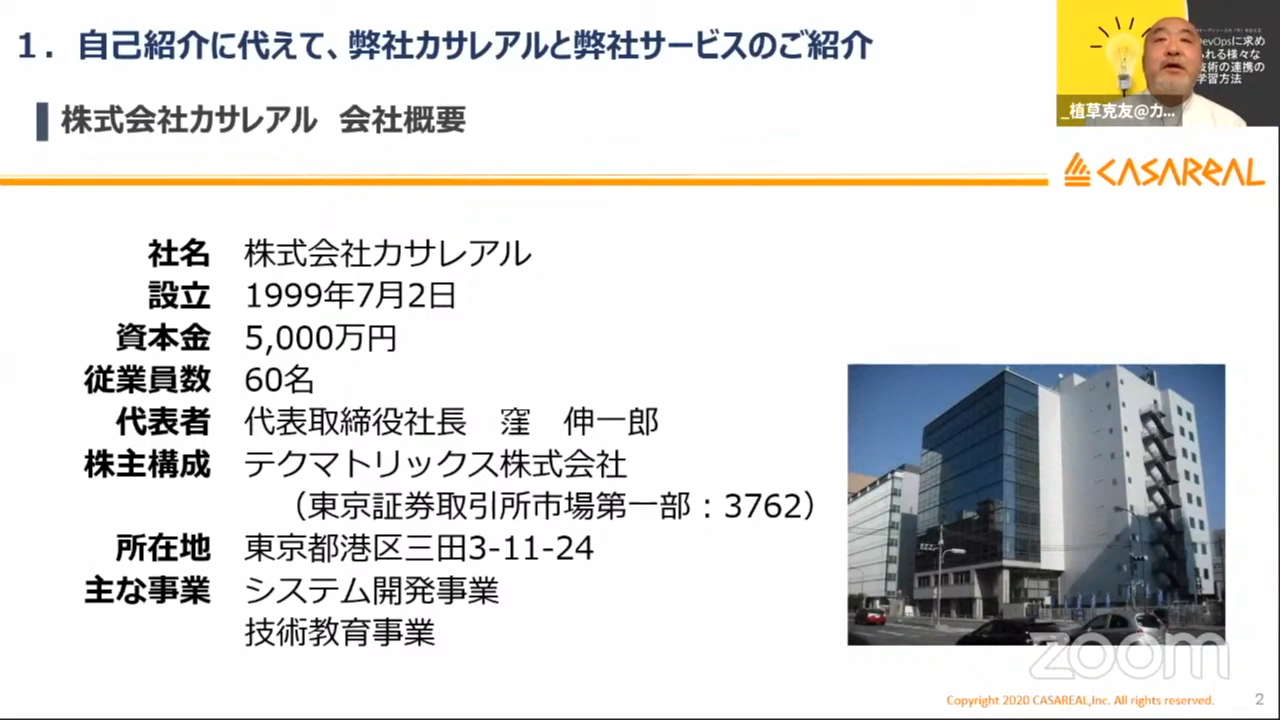 1．自己紹介に代えて、弊社カサレアルと弊社サービスのご紹介
株式会社カサレアル 会社概要
DevOpsに求め
られる様々な
技術の連携の
学習方法
_植草克友@カ...
CASAREAL
社名 株式会社カサレアル
設立 1999年7月2日
資本金 5,000万円
従業員数 60名
代表者 代表取締役社長 窪 伸一郎
株主構成 テクマトリックス株式会社
（東京証券取引所市場第一部：3762）
所在地 東京都港区三田3-11-24
主な事業 システム開発事業
技術教育事業
zoom
Copyright 2020 CASAREAL,Inc. All rights reserved.
2